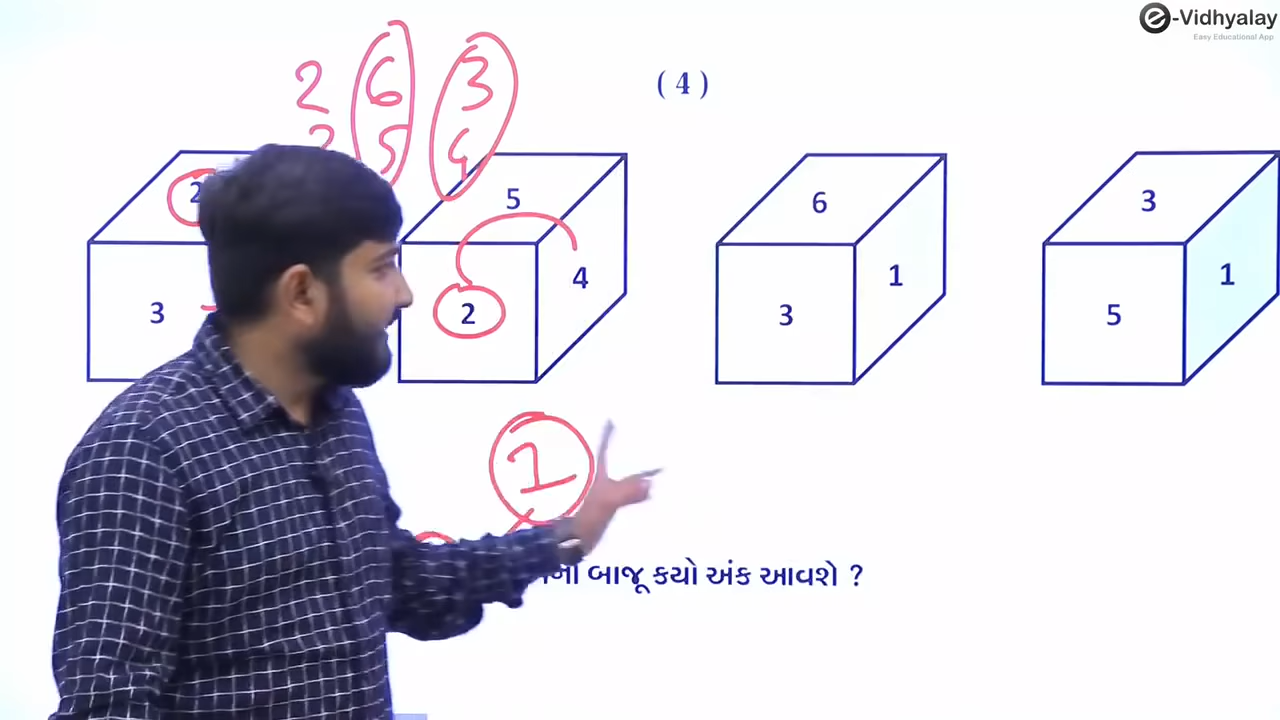 e-Vidhyalay
Easy Educational App
( 4 )
2 6 3
2 5 4
2 5 6 3
4 1 1
3 2 3 5
1
બાજૂ કયો અંક આવશે ?